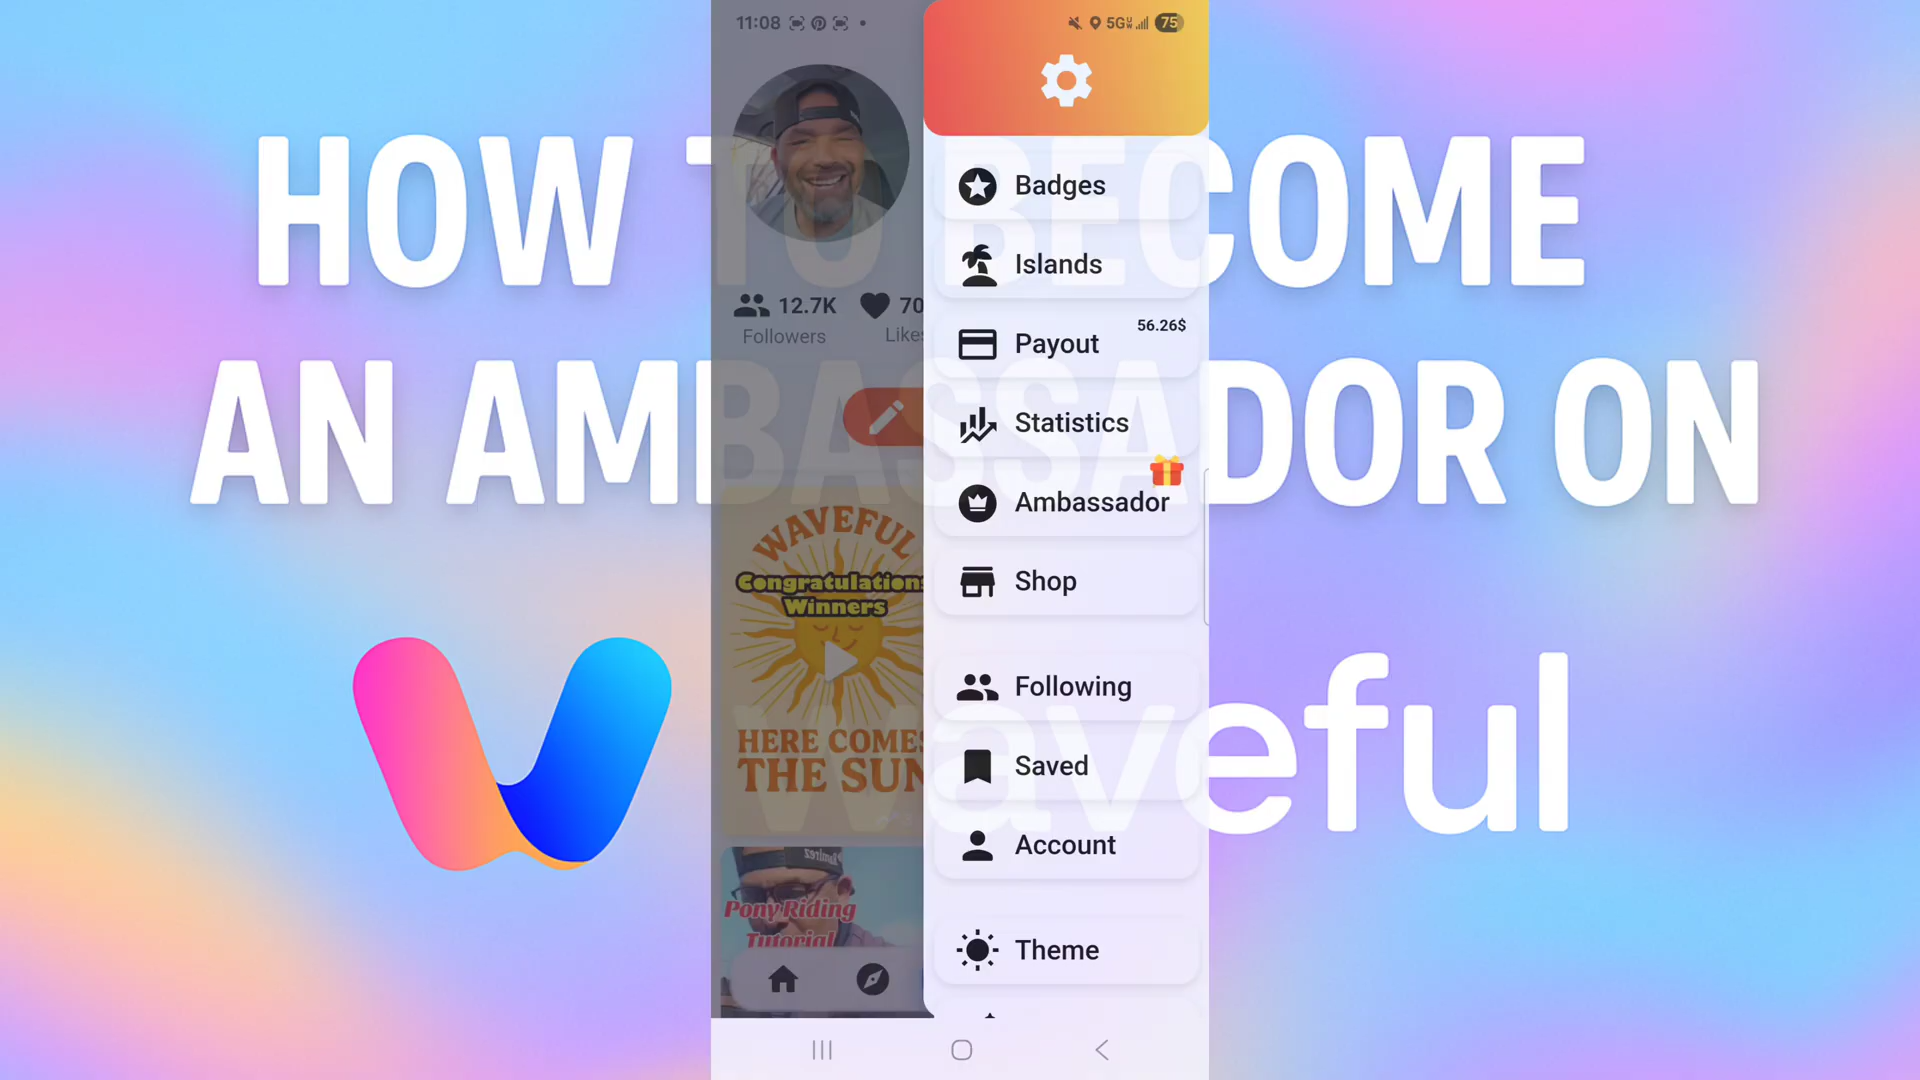 HOW TO BECOME
AN AMBASSADOR ON
waveful
11:08
5G
75
12.7K
Followers
70
Likes
WAVEFUL
Congratulations
Winners
HERE COMES
THE SUN
Ramirez
Pony Riding
Tutorial
Badges
Islands
56.26$
Payout
Statistics
Ambassador
Shop
Following
Saved
Account
Theme